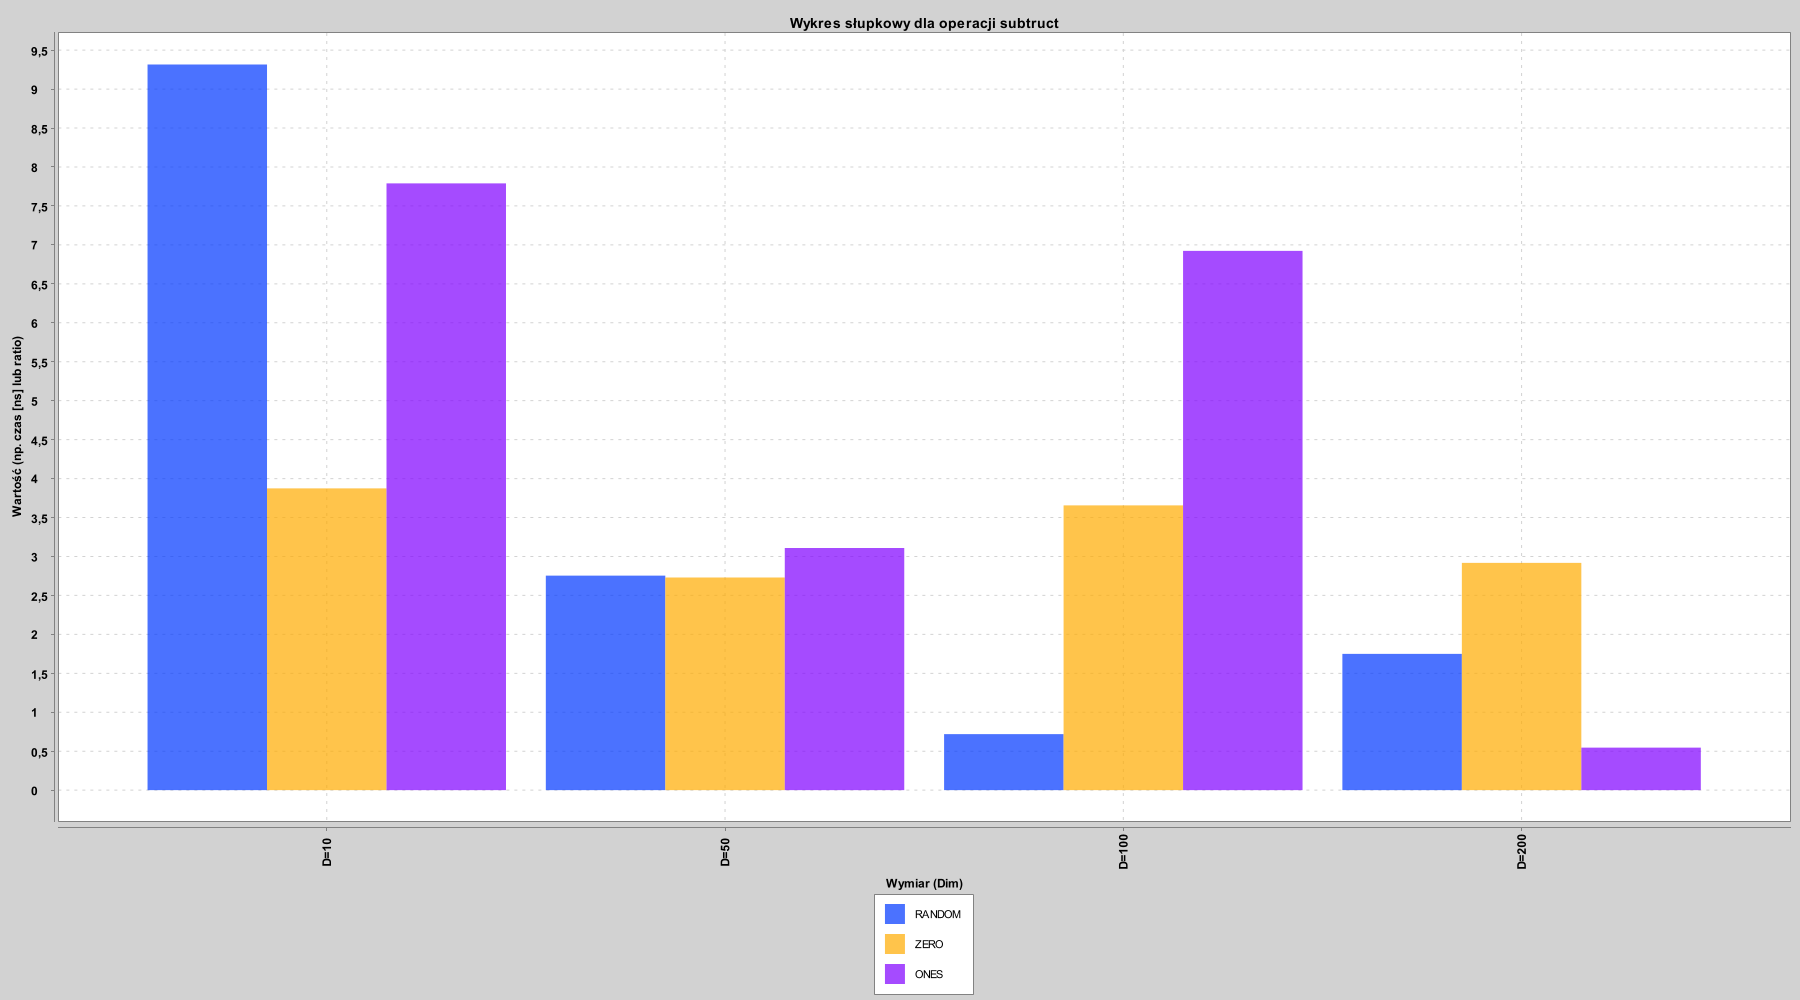 Wykres słupkowy dla operacji subtruct
Wartość (np. czas [ns] lub ratio)
9,5
9
8,5
8
7,5
7
6,5
6
5,5
5
4,5
4
3,5
3
2,5
2
1,5
1
0,5
0
D=10
D=50
D=100
D=200
Wymiar (Dim)
RANDOM
ZERO
ONES